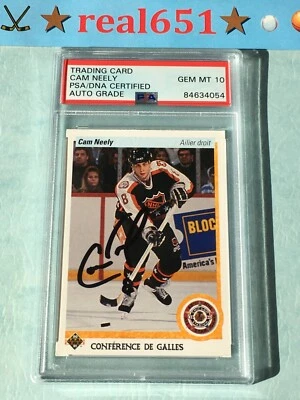 real651
TRADING CARD
CAM NEELY
PSA/DNA CERTIFIED
AUTO GRADE
GEM MT 10
84634054
PSA
Cam Neely
Ailier droit
8
BLOC
CONFÉRENCE DE GALLES